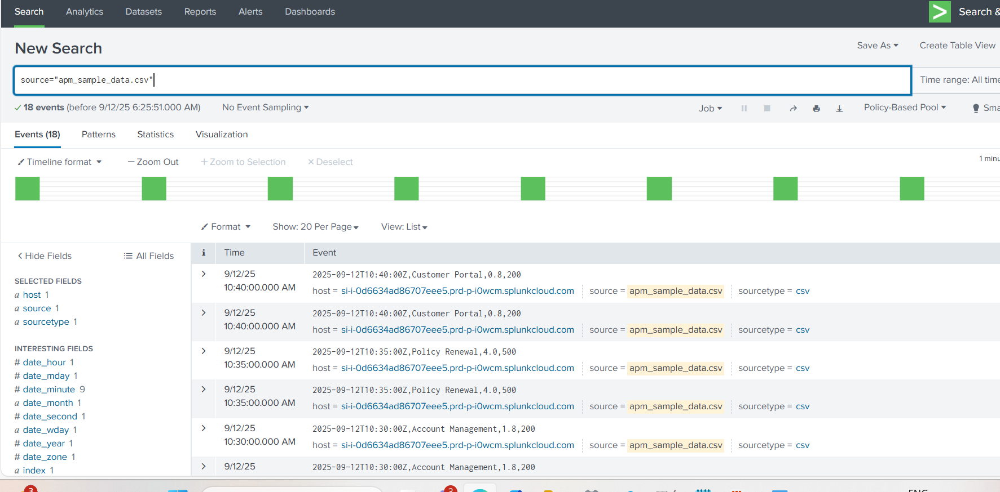 Search Analytics Datasets Reports Alerts Dashboards Search &
New Search
Save As Create Table View
source="apm_sample_data.csv"
Time range: All time
18 events (before 9/12/25 6:25:51.000 AM) No Event Sampling Job Policy-Based Pool Sma
Events (18) Patterns Statistics Visualization
Timeline format — Zoom Out + Zoom to Selection × Deselect
1 minu
Format Show: 20 Per Page View: List
< Hide Fields All Fields
SELECTED FIELDS
a host 1
a source 1
a sourcetype 1
INTERESTING FIELDS
# date_hour 1
# date_mday 1
# date_minute 9
a date_month 1
# date_second 1
a date_wday 1
# date_year 1
# date_zone 1
a index 1
i Time Event
> 9/12/25
10:40:00.000 AM
2025-09-12T10:40:00Z,Customer Portal,0.8,200
host = si-i-0d6634ad86707eee5.prd-p-i0wcm.splunkcloud.com source = apm_sample_data.csv sourcetype = csv
> 9/12/25
10:40:00.000 AM
2025-09-12T10:40:00Z,Customer Portal,0.8,200
host = si-i-0d6634ad86707eee5.prd-p-i0wcm.splunkcloud.com source = apm_sample_data.csv sourcetype = csv
> 9/12/25
10:35:00.000 AM
2025-09-12T10:35:00Z,Policy Renewal,4.0,500
host = si-i-0d6634ad86707eee5.prd-p-i0wcm.splunkcloud.com source = apm_sample_data.csv sourcetype = csv
> 9/12/25
10:35:00.000 AM
2025-09-12T10:35:00Z,Policy Renewal,4.0,500
host = si-i-0d6634ad86707eee5.prd-p-i0wcm.splunkcloud.com source = apm_sample_data.csv sourcetype = csv
> 9/12/25
10:30:00.000 AM
2025-09-12T10:30:00Z,Account Management,1.8,200
host = si-i-0d6634ad86707eee5.prd-p-i0wcm.splunkcloud.com source = apm_sample_data.csv sourcetype = csv
> 9/12/25
2025-09-12T10:30:00Z,Account Management,1.8,200
3 2 ENG